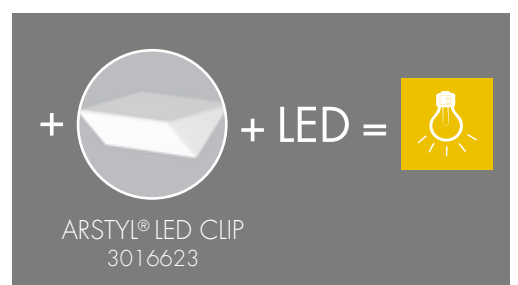 + + LED =
ARSTYL® LED CLIP
3016623